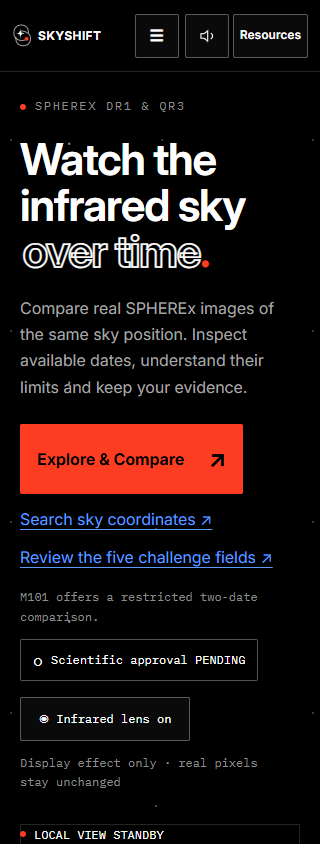 SKYSHIFT
Resources
SPHEREX DR1 & QR3
Watch the
infrared sky
over time.
Compare real SPHEREx images of
the same sky position. Inspect
available dates, understand their
limits and keep your evidence.
Explore & Compare ↗
Search sky coordinates ↗
Review the five challenge fields ↗
M101 offers a restricted two-date
comparison.
Scientific approval PENDING
Infrared lens on
Display effect only · real pixels
stay unchanged
LOCAL VIEW STANDBY